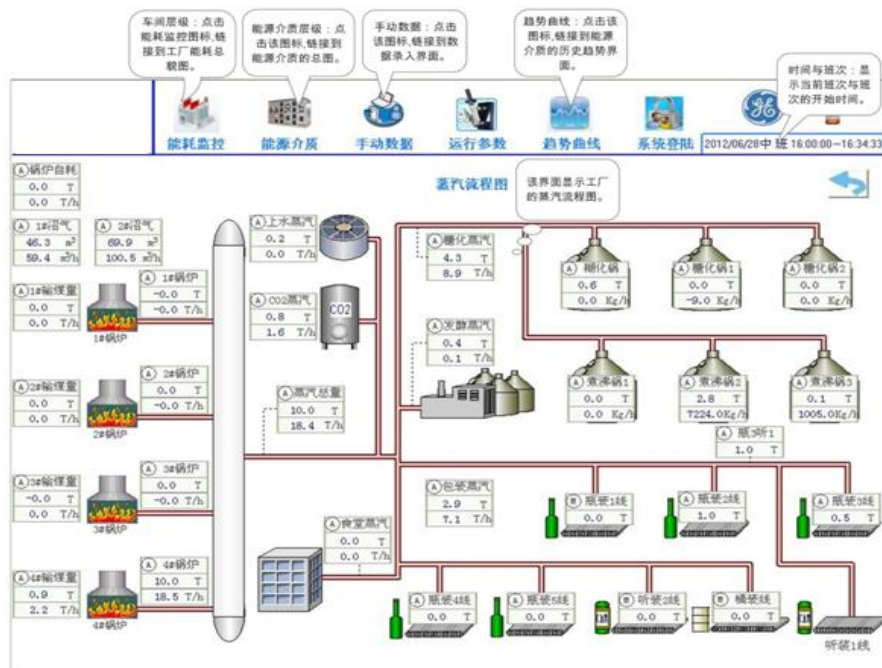 车间层级：点击
能耗监控图标,链
接到工厂能耗总
貌图。
能源介质层级：点
击该图标,链接到
能源介质的总图。
手动数据：点击
该图标,链接到数
据录入界面。
趋势曲线：点击该
图标,链接到能源
介质的历史趋势界
面。
时间与班次：显
示当前班次与班
次的开始时间。
能耗监控
能源介质
手动数据
运行参数
趋势曲线
系统登陆
2012/06/28中 班 16:00:00-16:34:33
蒸汽流程图
该界面显示工厂
的蒸汽流程图。
A 锅炉自耗
0.0 T
0.0 T/h
A 1#沼气
46.3 m³
59.4 m³/h
A 2#沼气
69.9 m³
100.5 m³/h
A 1#输煤量
0.0 T
0.0 T/h
A 1#锅炉
-0.0 T
-0.0 T/h
1#锅炉
A 2#输煤量
0.0 T
0.0 T/h
A 2#锅炉
0.0 T
-0.0 T/h
2#锅炉
A 3#输煤量
-0.0 T
0.0 T/h
A 3#锅炉
0.0 T
-0.0 T/h
3#锅炉
A 4#输煤量
0.9 T
2.2 T/h
A 4#锅炉
10.0 T
18.5 T/h
4#锅炉
A 上水蒸汽
0.2 T
0.0 T/h
A CO2蒸汽
0.8 T
1.6 T/h
CO2
A 蒸汽总量
10.0 T
18.4 T/h
A 食堂蒸汽
0.0 T
0.0 T/h
A 糖化蒸汽
4.3 T
8.9 T/h
A 发酵蒸汽
0.4 T
0.1 T/h
A 包装蒸汽
2.9 T
7.1 T/h
A 糊化锅
0.6 T
0.0 Kg/h
A 糖化锅1
0.0 T
-9.0 Kg/h
A 糖化锅2
0.0 T
0.0 Kg/h
A 煮沸锅1
0.0 T
0.0 Kg/h
A 煮沸锅2
2.8 T
7224.0Kg/h
A 煮沸锅3
0.1 T
1005.0Kg/h
A 瓶3听1
1.0 T
瓶装1线
0.0 T
A 瓶装2线
1.0 T
A 瓶装3线
0.5 T
A 瓶装4线
0.0 T
A 瓶装5线
0.0 T
听装2线
0.0 T
桶装线
0.0 T
听装1线